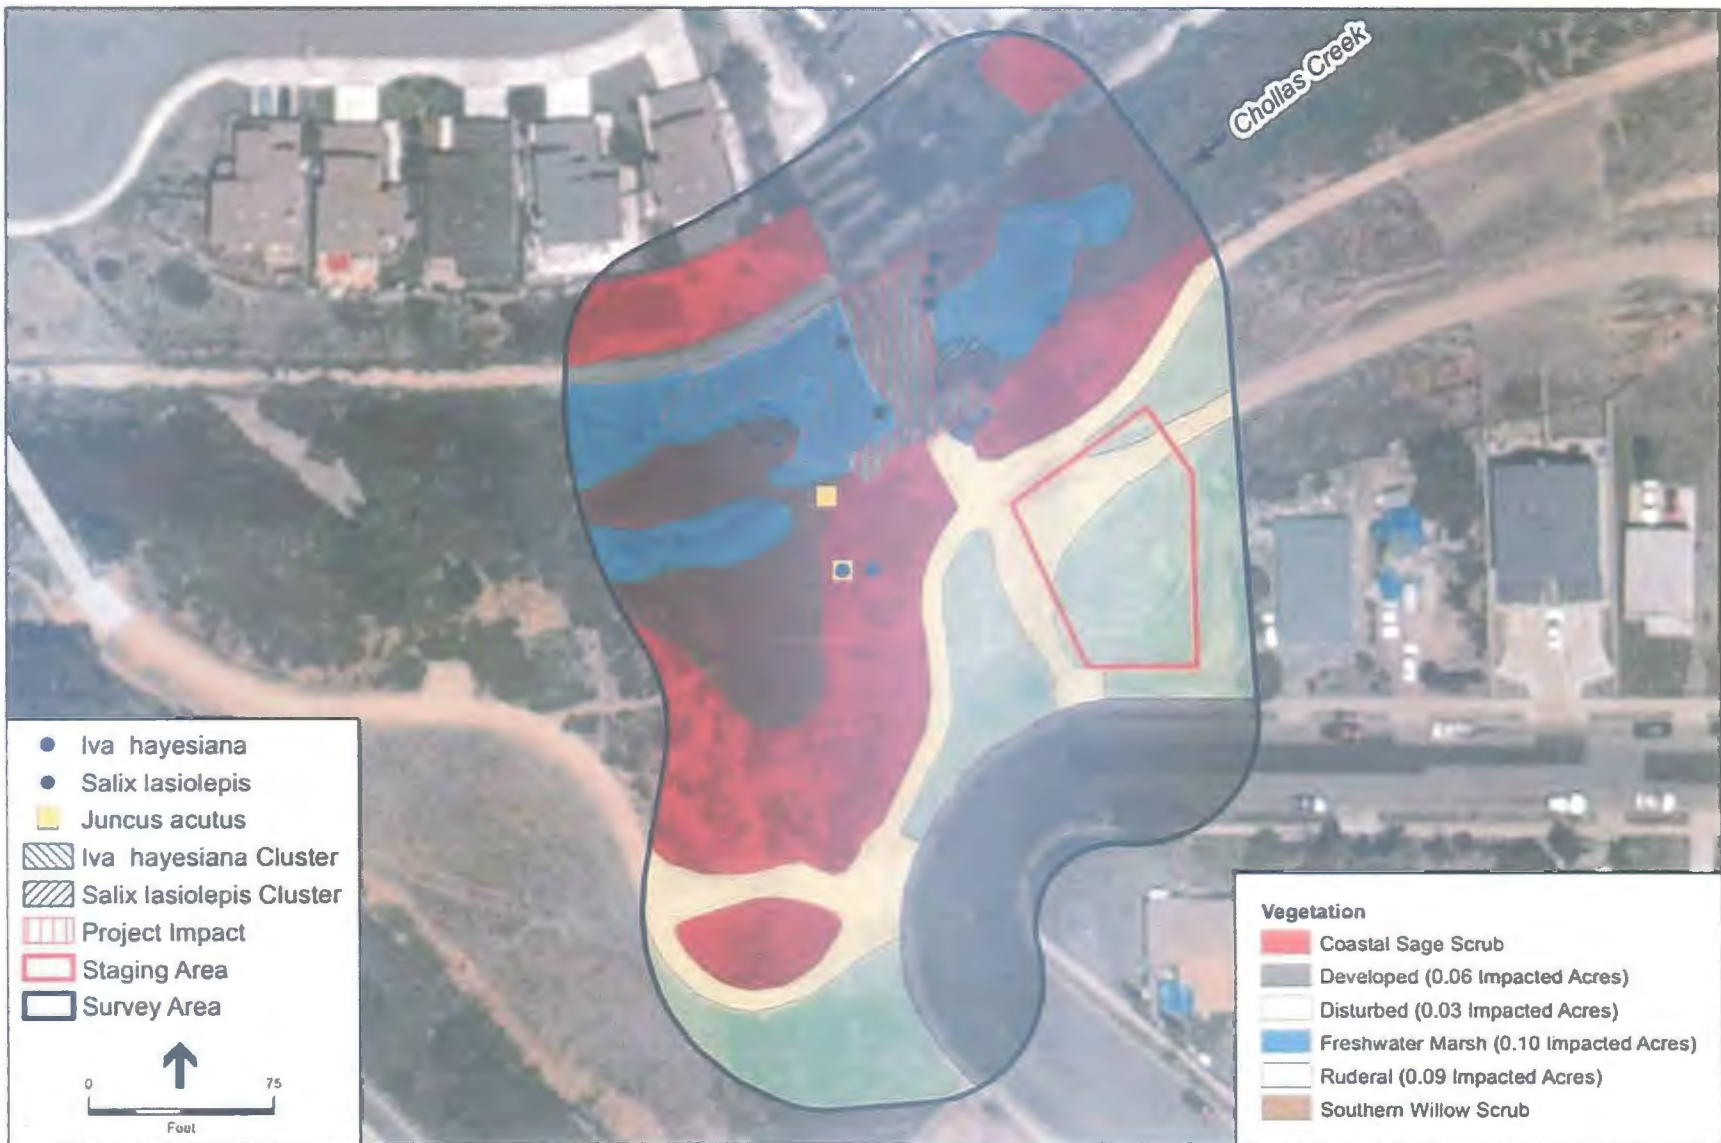 Chollas Creek
Iva hayesiana
Salix lasiolepis
Juncus acutus
Iva hayesiana Cluster
Salix lasiolepis Cluster
Project Impact
Staging Area
Survey Area
0 75
Feet
Vegetation
Coastal Sage Scrub
Developed (0.06 Impacted Acres)
Disturbed (0.03 Impacted Acres)
Freshwater Marsh (0.10 Impacted Acres)
Ruderal (0.09 Impacted Acres)
Southern Willow Scrub